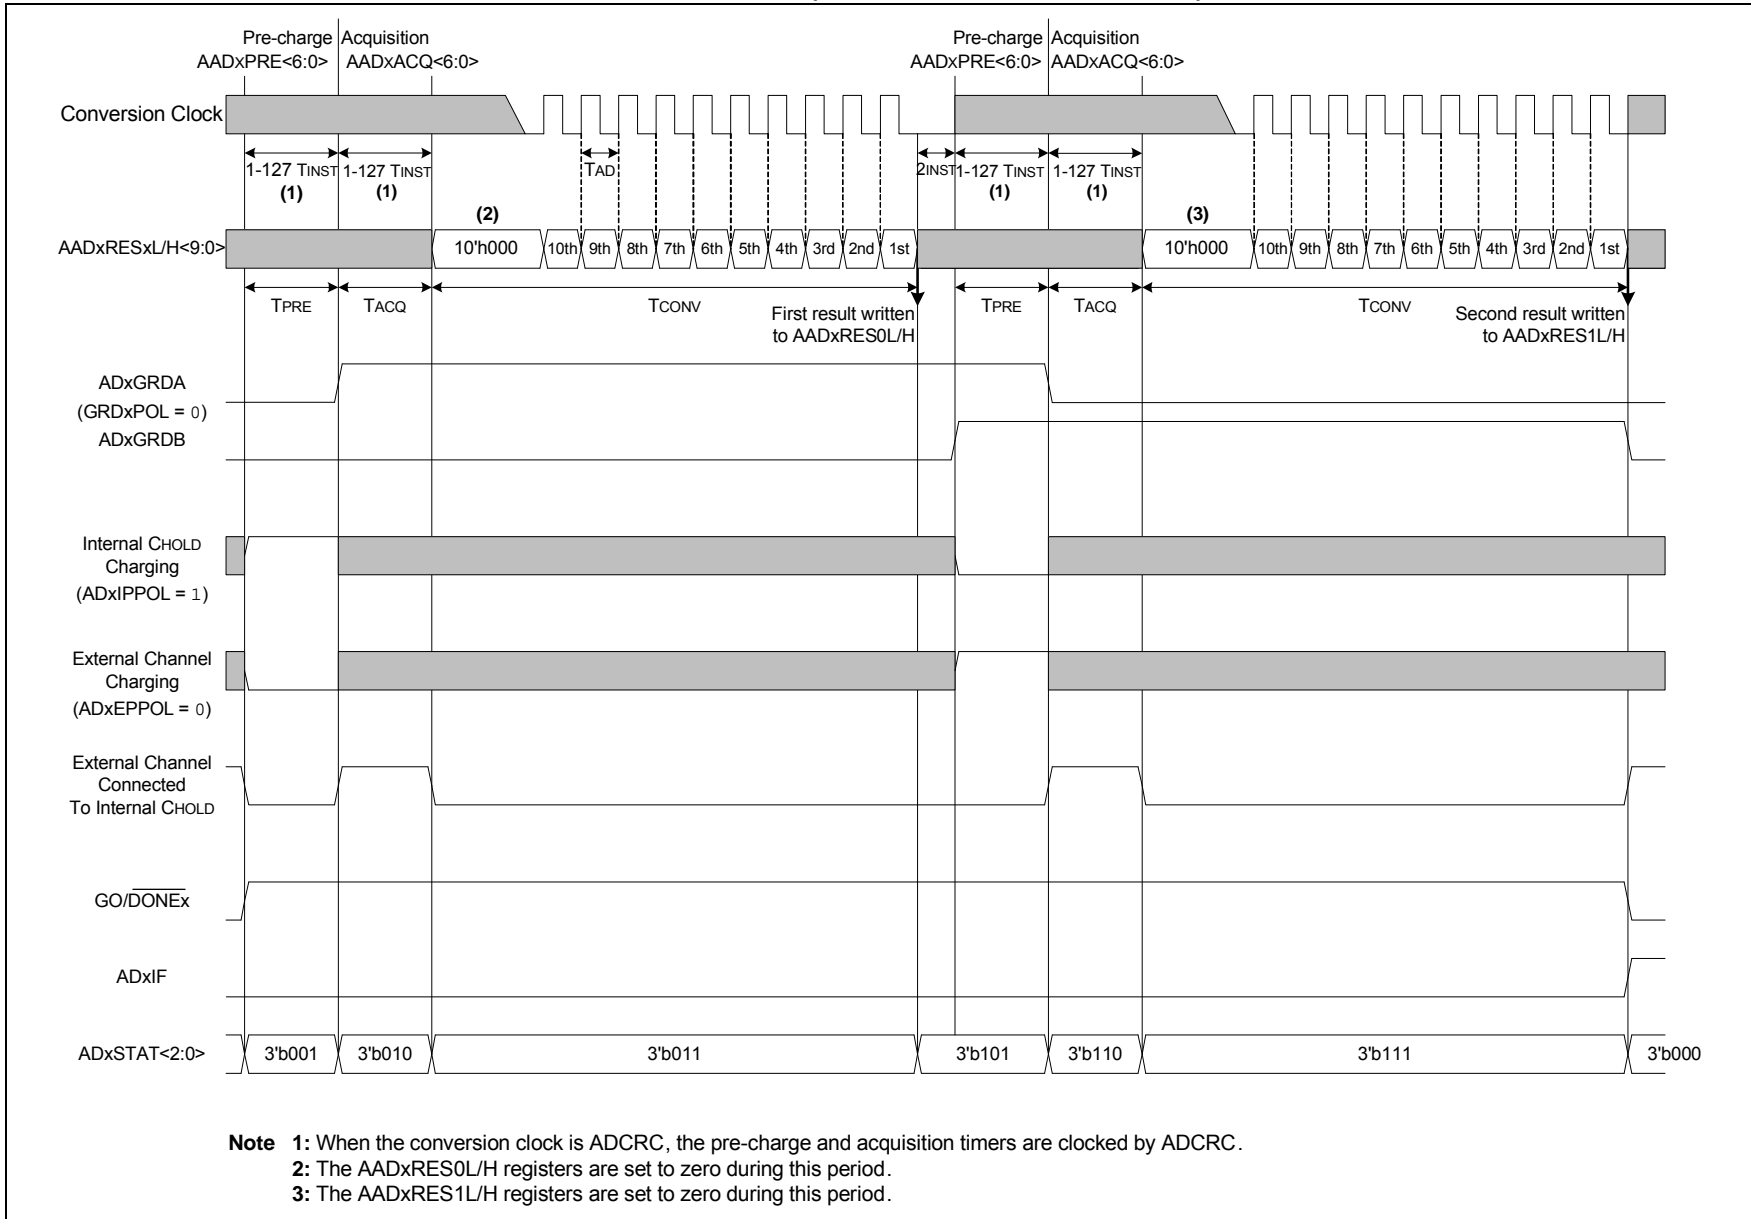 Pre-charge Acquisition Pre-charge Acquisition
AADxPRE<6:0> AADxACQ<6:0> AADxPRE<6:0> AADxACQ<6:0>
Conversion Clock
1-127 TINST 1-127 TINST TAD 2INST 1-127 TINST 1-127 TINST
(1) (1) (1) (1)
(2) (3)
AADxRESxL/H<9:0> 10'h000 10th 9th 8th 7th 6th 5th 4th 3rd 2nd 1st 10'h000 10th 9th 8th 7th 6th 5th 4th 3rd 2nd 1st
TPRE TACQ TCONV TPRE TACQ TCONV
First result written
to AADxRES0L/H
Second result written
to AADxRES1L/H
ADxGRDA
(GRDxPOL = 0)
ADxGRDB
Internal CHOLD
Charging
(ADxIPPOL = 1)
External Channel
Charging
(ADxEPPOL = 0)
External Channel
Connected
To Internal CHOLD
GO/DONEx
ADxIF
ADxSTAT<2:0> 3'b001 3'b010 3'b011 3'b101 3'b110 3'b111 3'b000
Note 1: When the conversion clock is ADCRC, the pre-charge and acquisition timers are clocked by ADCRC.
2: The AADxRES0L/H registers are set to zero during this period.
3: The AADxRES1L/H registers are set to zero during this period.